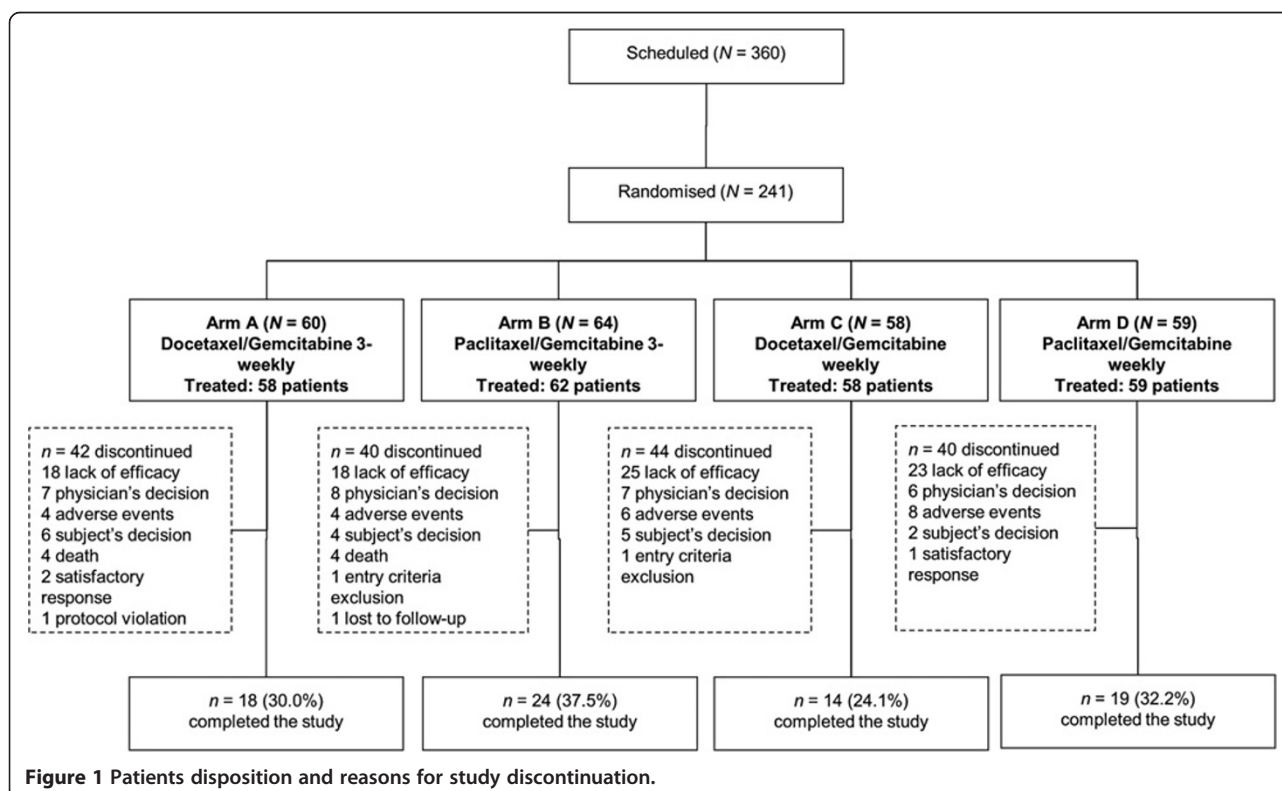 Scheduled (N = 360)
Randomised (N = 241)
Arm A (N = 60)
Docetaxel/Gemcitabine 3-
weekly
Treated: 58 patients
Arm B (N = 64)
Paclitaxel/Gemcitabine 3-
weekly
Treated: 62 patients
Arm C (N = 58)
Docetaxel/Gemcitabine
weekly
Treated: 58 patients
Arm D (N = 59)
Paclitaxel/Gemcitabine
weekly
Treated: 59 patients
n = 42 discontinued
18 lack of efficacy
7 physician's decision
4 adverse events
6 subject's decision
4 death
2 satisfactory
response
1 protocol violation
n = 40 discontinued
18 lack of efficacy
8 physician's decision
4 adverse events
4 subject's decision
4 death
1 entry criteria
exclusion
1 lost to follow-up
n = 44 discontinued
25 lack of efficacy
7 physician's decision
6 adverse events
5 subject's decision
1 entry criteria
exclusion
n = 40 discontinued
23 lack of efficacy
6 physician's decision
8 adverse events
2 subject's decision
1 satisfactory
response
n = 18 (30.0%)
completed the study
n = 24 (37.5%)
completed the study
n = 14 (24.1%)
completed the study
n = 19 (32.2%)
completed the study
Figure 1 Patients disposition and reasons for study discontinuation.